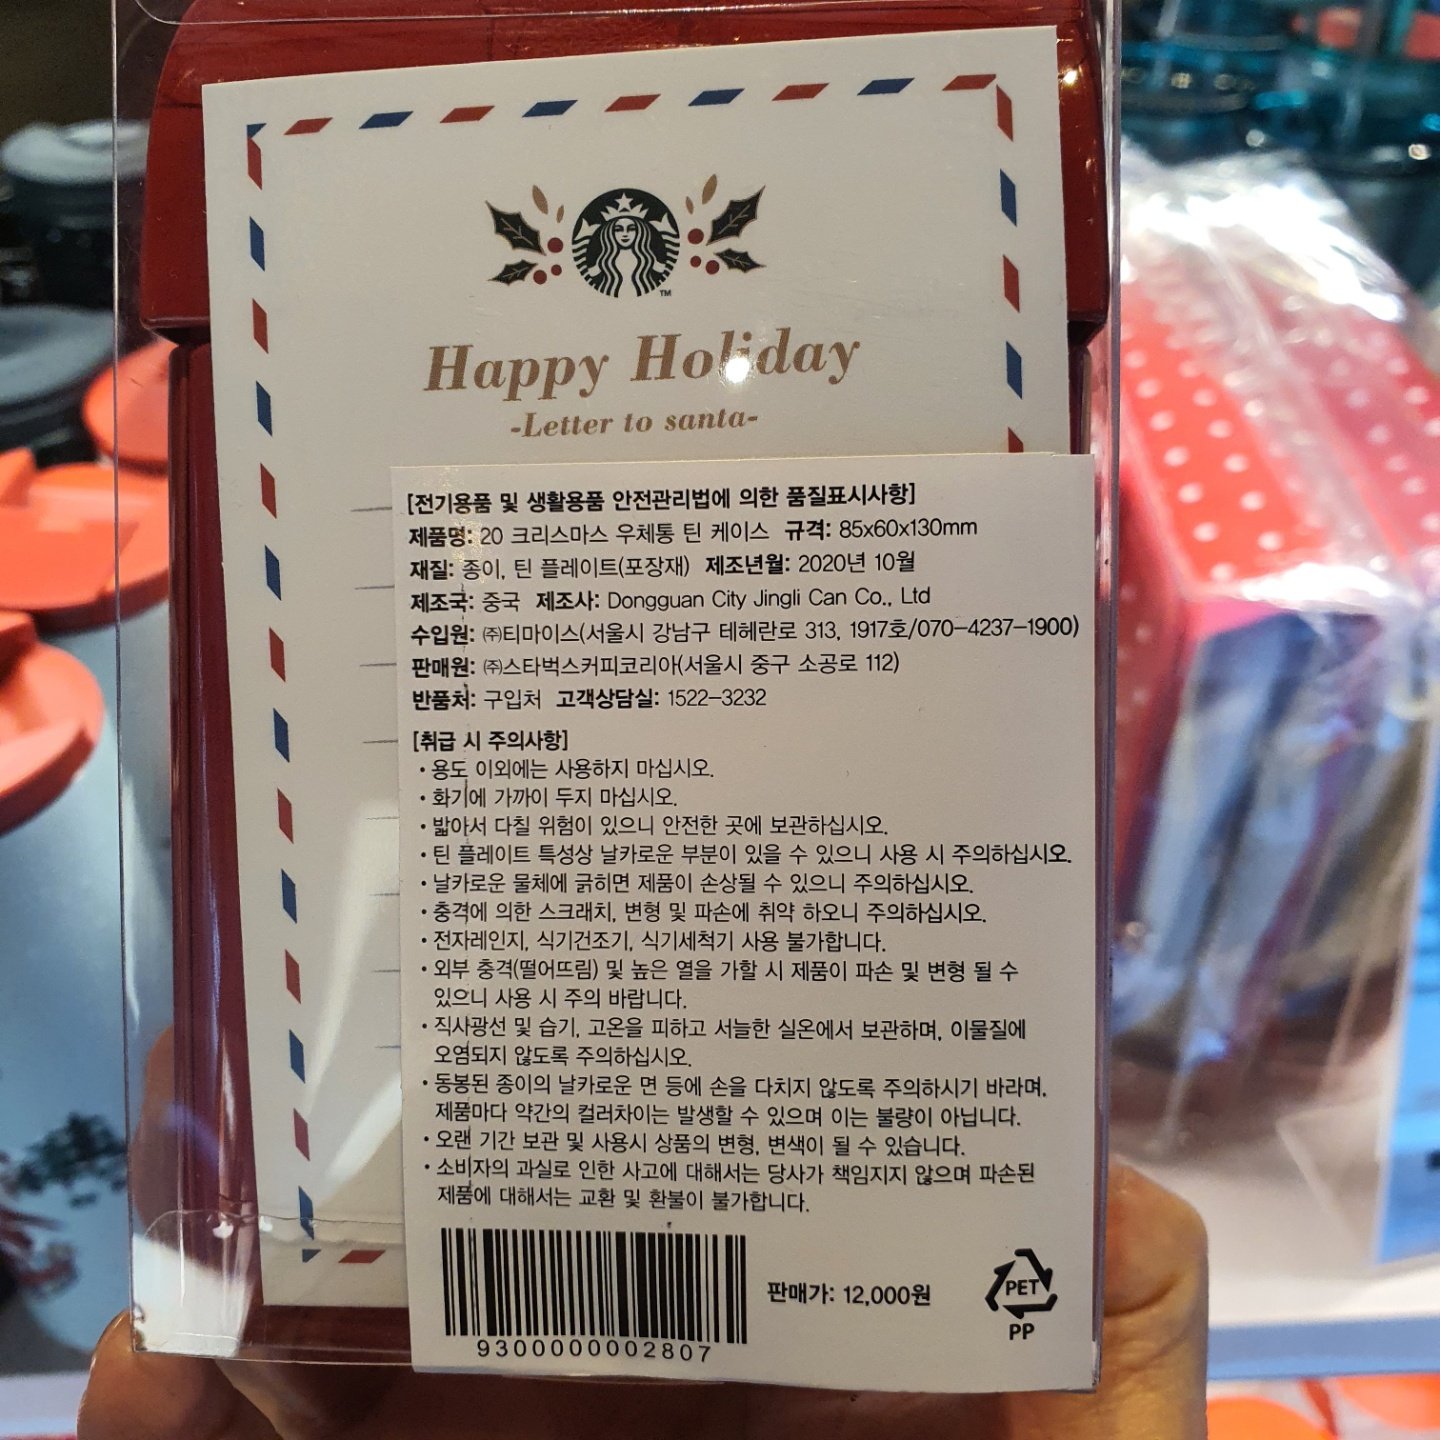 Happy Holiday
-Letter to santa-
[전기용품 및 생활용품 안전관리법에 의한 품질표시사항]
제품명: 20 크리스마스 우체통 틴 케이스 규격: 85x60x130mm
재질: 종이, 틴 플레이트(포장재) 제조년월: 2020년 10월
제조국: 중국 제조사: Dongguan City Jingli Can Co., Ltd
수입원: ㈜티마이스(서울시 강남구 테헤란로 313, 1917호/070-4237-1900)
판매원: ㈜스타벅스커피코리아(서울시 중구 소공로 112)
반품처: 구입처 고객상담실: 1522-3232
[취급 시 주의사항]
• 용도 이외에는 사용하지 마십시오.
• 화기에 가까이 두지 마십시오.
• 밟아서 다칠 위험이 있으니 안전한 곳에 보관하십시오.
• 틴 플레이트 특성상 날카로운 부분이 있을 수 있으니 사용 시 주의하십시오.
• 날카로운 물체에 긁히면 제품이 손상될 수 있으니 주의하십시오.
• 충격에 의한 스크래치, 변형 및 파손에 취약 하오니 주의하십시오.
• 전자레인지, 식기건조기, 식기세척기 사용 불가합니다.
• 외부 충격(떨어뜨림) 및 높은 열을 가할 시 제품이 파손 및 변형 될 수
있으니 사용 시 주의 바랍니다.
• 직사광선 및 습기, 고온을 피하고 서늘한 실온에서 보관하며, 이물질에
오염되지 않도록 주의하십시오.
• 동봉된 종이의 날카로운 면 등에 손을 다치지 않도록 주의하시기 바라며,
제품마다 약간의 컬러차이는 발생할 수 있으며 이는 불량이 아닙니다.
• 오랜 기간 보관 및 사용시 상품의 변형, 변색이 될 수 있습니다.
• 소비자의 과실로 인한 사고에 대해서는 당사가 책임지지 않으며 파손된
제품에 대해서는 교환 및 환불이 불가합니다.
판매가: 12,000원
PET
PP
9300000002807